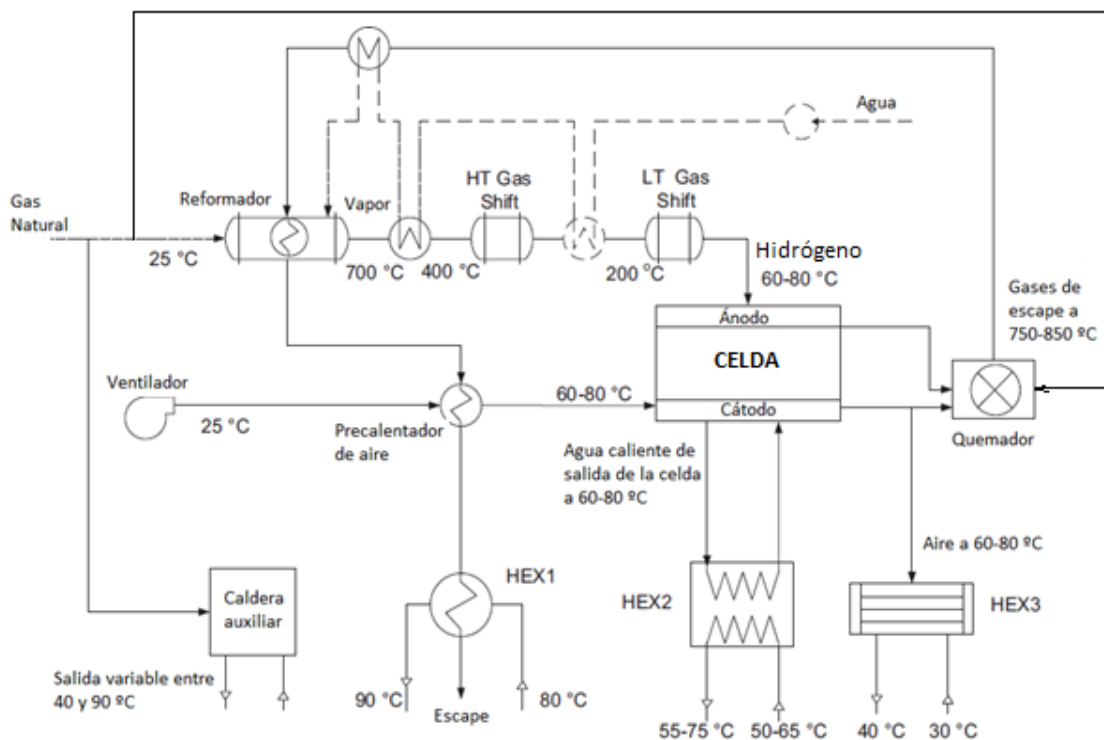 Agua
HT Gas
Shift
LT Gas
Shift
Reformador
Vapor
Gas
Natural
25 °C
700 °C
400 °C
200 °C
Hidrógeno
60-80 °C
Gases de
escape a
750-850 ºC
Ánodo
CELDA
Cátodo
Ventilador
25 °C
60-80 °C
Precalentador
de aire
Quemador
Agua caliente de
salida de la celda
a 60-80 ºC
Aire a 60-80 ºC
HEX1
HEX2
HEX3
Caldera
auxiliar
Salida variable entre
40 y 90 ºC
90 °C
Escape
80 °C
55-75 °C
50-65 °C
40 °C
30 °C